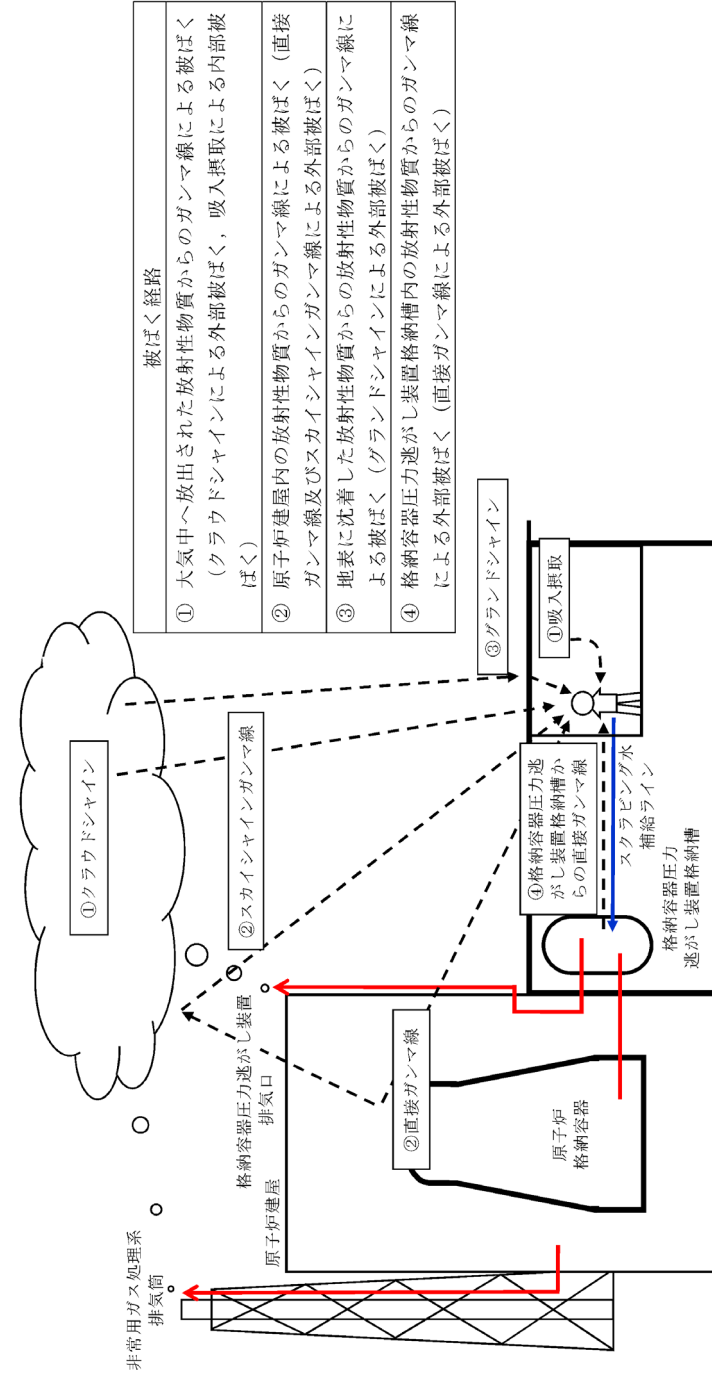 被ばく経路
① 大気中へ放出された放射性物質からのガンマ線による被ばく
(クラウドシャインによる外部被ばく,吸入摂取による内部被
ばく)
② 原子炉建屋内の放射性物質からのガンマ線による被ばく(直接
ガンマ線及びスカイシャインガンマ線による外部被ばく)
③ 地表に沈着した放射性物質からの放射性物質からのガンマ線に
よる被ばく(グランドシャインによる外部被ばく)
④ 格納容器圧力逃がし装置格納槽内の放射性物質からのガンマ線
による外部被ばく(直接ガンマ線による外部被ばく)
①クラウドシャイン
②スカイシャインガンマ線
③グランドシャイン
①吸入摂取
非常用ガス処理系
排気筒
格納容器圧力逃がし装置
排気口
原子炉建屋
②直接ガンマ線
原子炉
格納容器
④格納容器圧力逃
がし装置格納槽か
らの直接ガンマ線
スクラビング水
補給ライン
格納容器圧力
逃がし装置格納槽